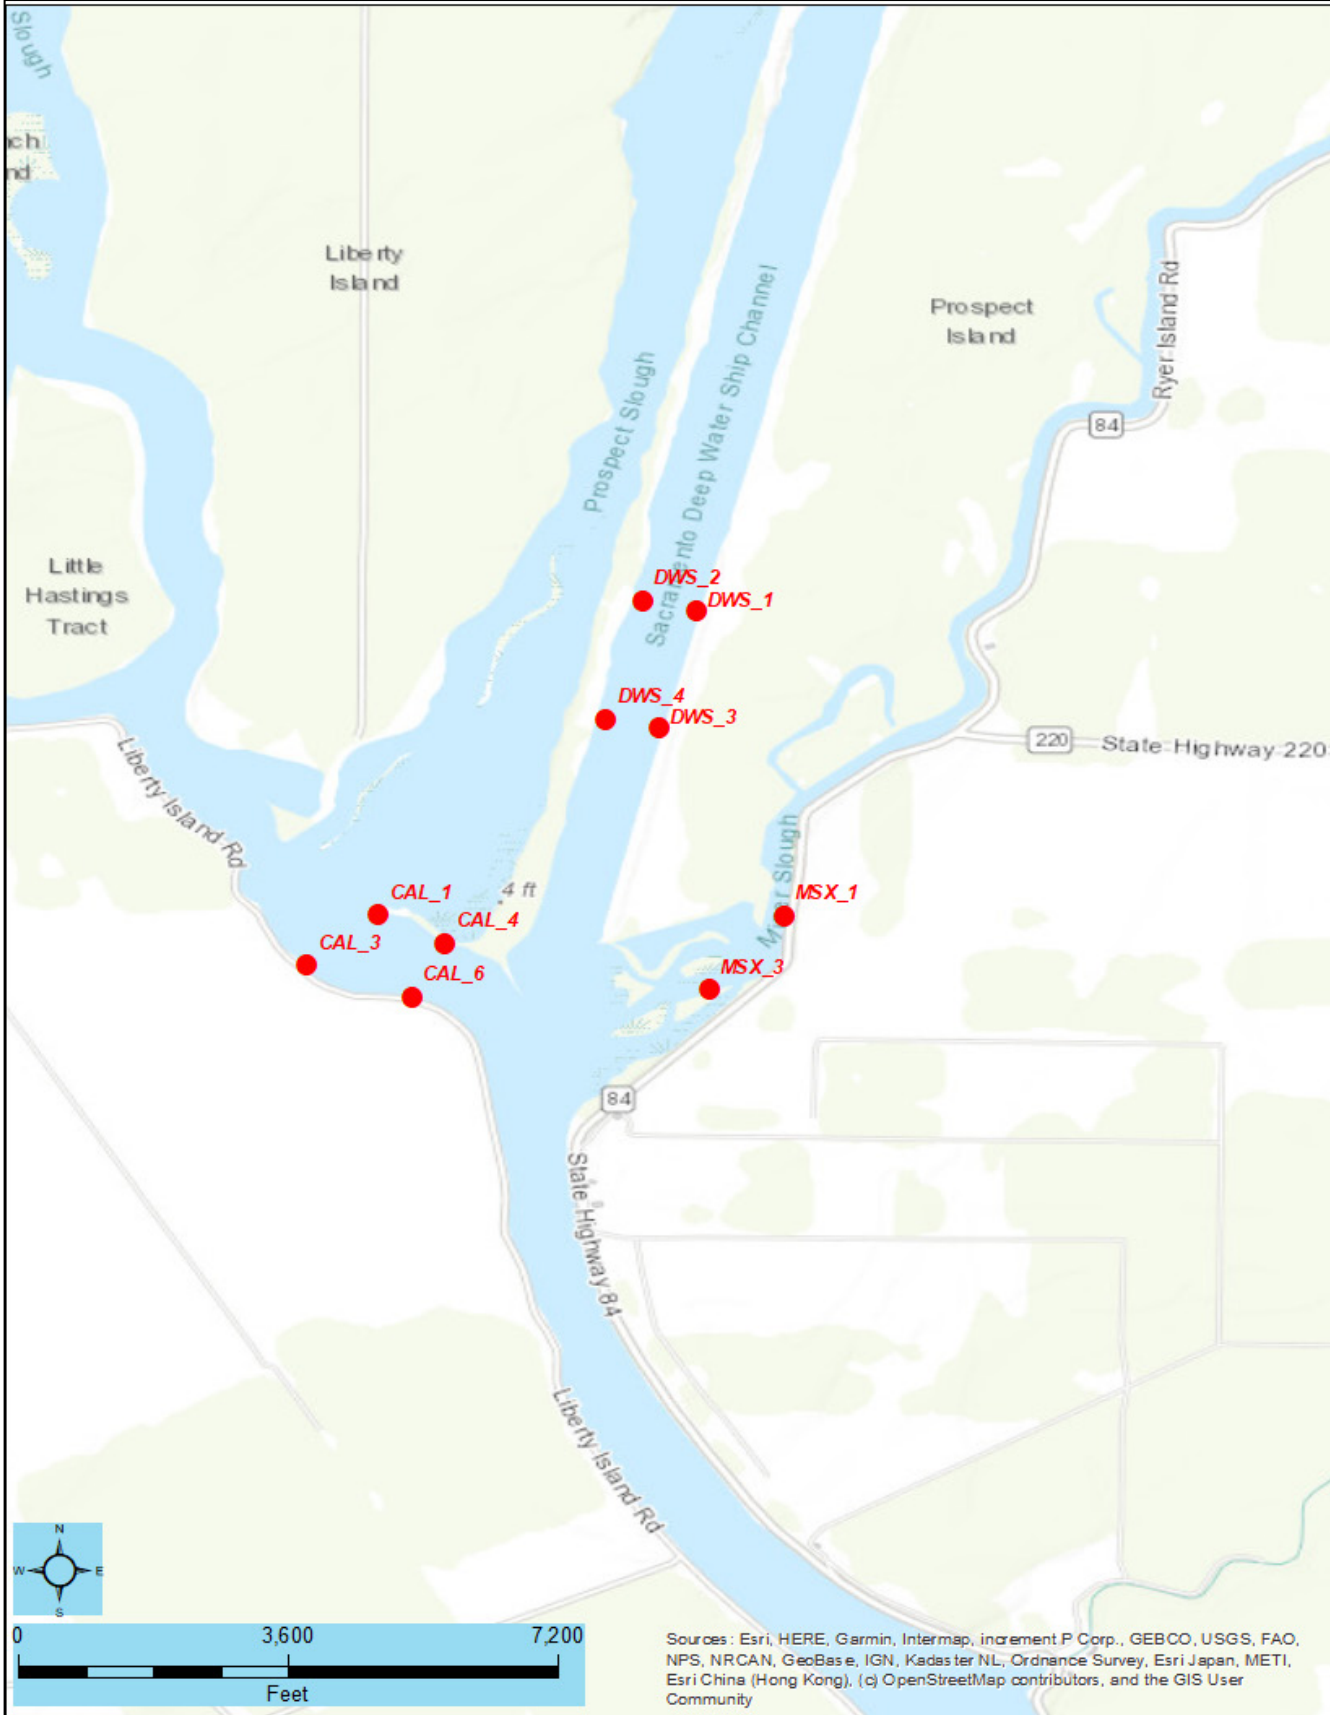 Slough
nch
nd
Liberty
Island
Prospect
Island
Ryer Island Rd
84
Sacramento Deep Water Ship Channel
Prospect Slough
Little
Hastings
Tract
DWS_2
DWS_1
DWS_4
DWS_3
220
State Highway 220
Liberty Island Rd
Miner Slough
CAL_1
4 ft
MSX_1
CAL_4
CAL_3
CAL_6
MSX_3
84
State Highway 84
Liberty Island Rd
N
W
E
S
0
3,600
7,200
Feet
Sources: Esri, HERE, Garmin, Intermap, increment P Corp., GEBCO, USGS, FAO,
NPS, NRCAN, GeoBase, IGN, Kadaster NL, Ordnance Survey, Esri Japan, METI,
Esri China (Hong Kong), (c) OpenStreetMap contributors, and the GIS User
Community